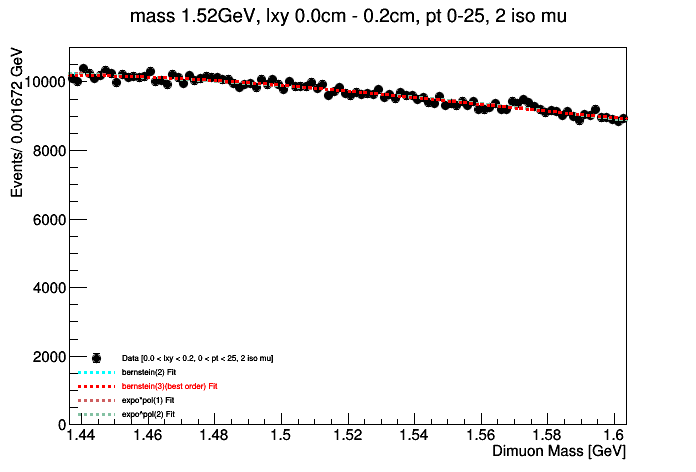 mass 1.52GeV, lxy 0.0cm - 0.2cm, pt 0-25, 2 iso mu
Events/ 0.001672 GeV
10000
8000
6000
4000
2000
0
Data [0.0 < lxy < 0.2, 0 < pt < 25, 2 iso mu]
bernstein(2) Fit
bernstein(3)(best order) Fit
expo*pol(1) Fit
expo*pol(2) Fit
1.44 1.46 1.48 1.5 1.52 1.54 1.56 1.58 1.6
Dimuon Mass [GeV]